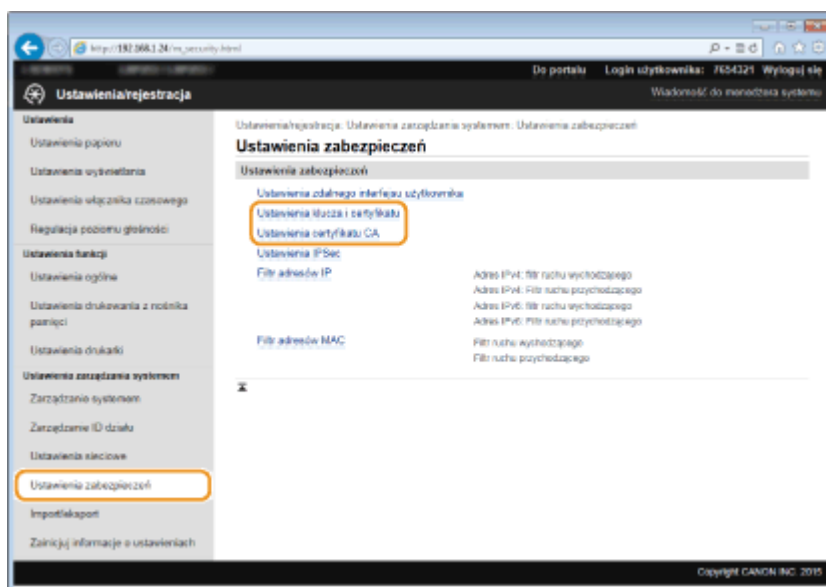 http://192.168.1.24/m_security.html
Do portalu Login użytkownika: 7654321 Wyloguj się
Ustawienia/rejestracja
Wiadomość do menedżera systemu
Ustawienia
Ustawienia papieru
Ustawienia wyświetlania
Ustawienia włącznika czasowego
Regulacja poziomu głośności
Ustawienia funkcji
Ustawienia ogólne
Ustawienia drukowania z nośnika
pamięci
Ustawienia drukarki
Ustawienia zarządzania systemem
Zarządzanie systemem
Zarządzanie ID działu
Ustawienia sieciowe
Ustawienia zabezpieczeń
Import/eksport
Zainicjuj informacje o ustawieniach
Ustawienia/rejestracja: Ustawienia zarządzania systemem: Ustawienia zabezpieczeń
Ustawienia zabezpieczeń
Ustawienia zabezpieczeń
Ustawienia zdalnego interfejsu użytkownika
Ustawienia klucza i certyfikatu
Ustawienia certyfikatu CA
Ustawienia IPSec
Filtr adresów IP
Adres IPv4: filtr ruchu wychodzącego
Adres IPv4: Filtr ruchu przychodzącego
Adres IPv6: filtr ruchu wychodzącego
Adres IPv6: Filtr ruchu przychodzącego
Filtr adresów MAC
Filtr ruchu wychodzącego
Filtr ruchu przychodzącego
Copyright CANON INC. 2015